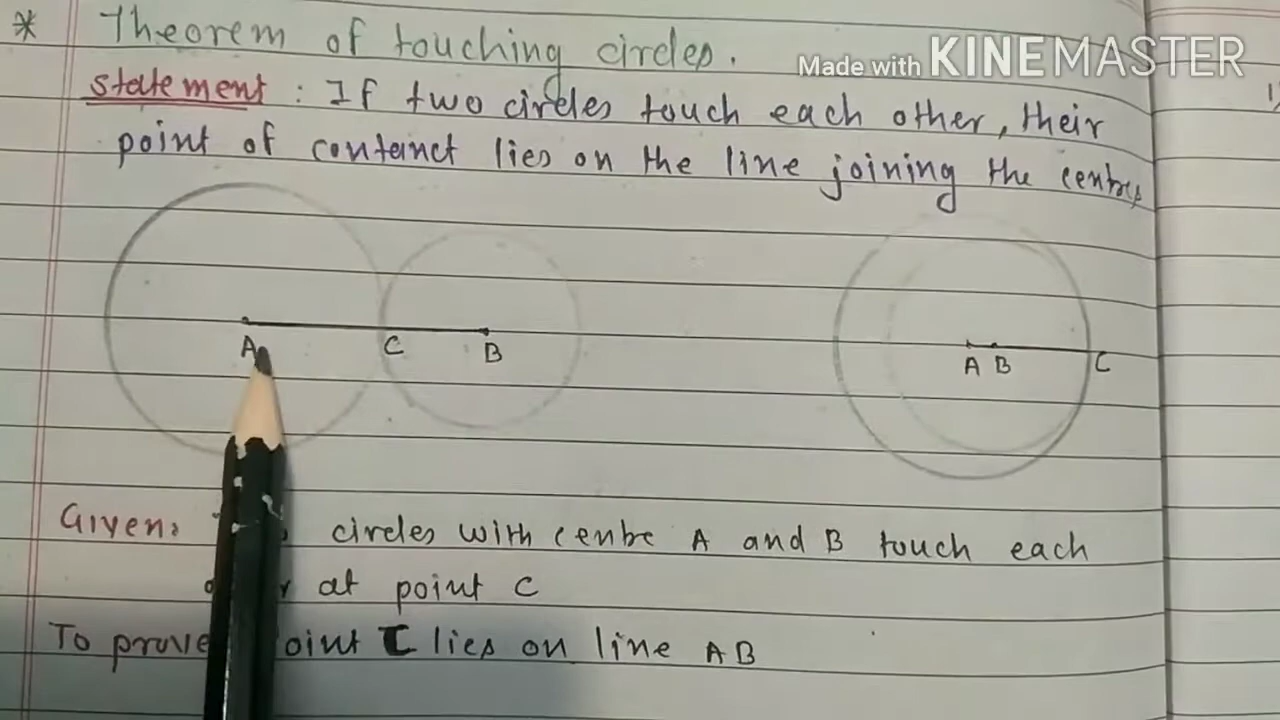 * Theorem of touching circles.
Made with KINEMASTER
statement : If two circles touch each other, their
point of contanct lies on the line joining the centres
A C B
A B C
Given: circles with centre A and B touch each
at point C
To prove point C lies on line AB